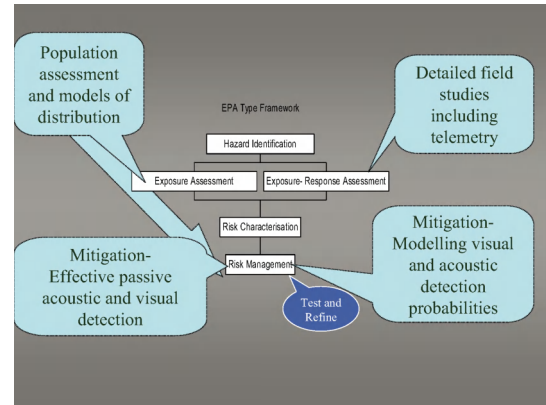 Population
assessment
and models of
distribution
Detailed field
studies
including
telemetry
EPA Type Framework
Hazard Identification
Exposure Assessment
Exposure- Response Assessment
Risk Characterisation
Mitigation-
Effective passive
acoustic and visual
detection
Risk Management
Mitigation-
Modelling visual
and acoustic
detection
probabilities
Test and
Refine